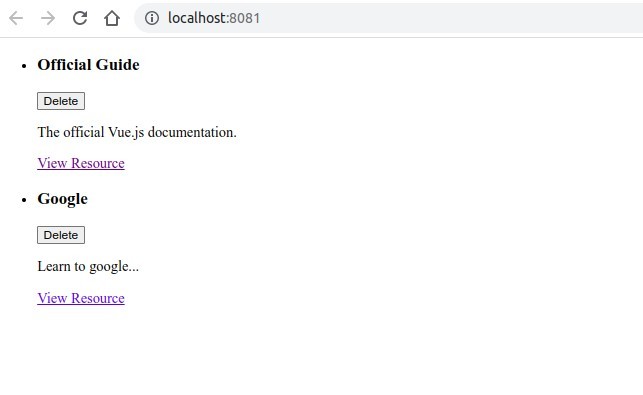 localhost:8081
Official Guide
Delete
The official Vue.js documentation.
View Resource
Google
Delete
Learn to google...
View Resource